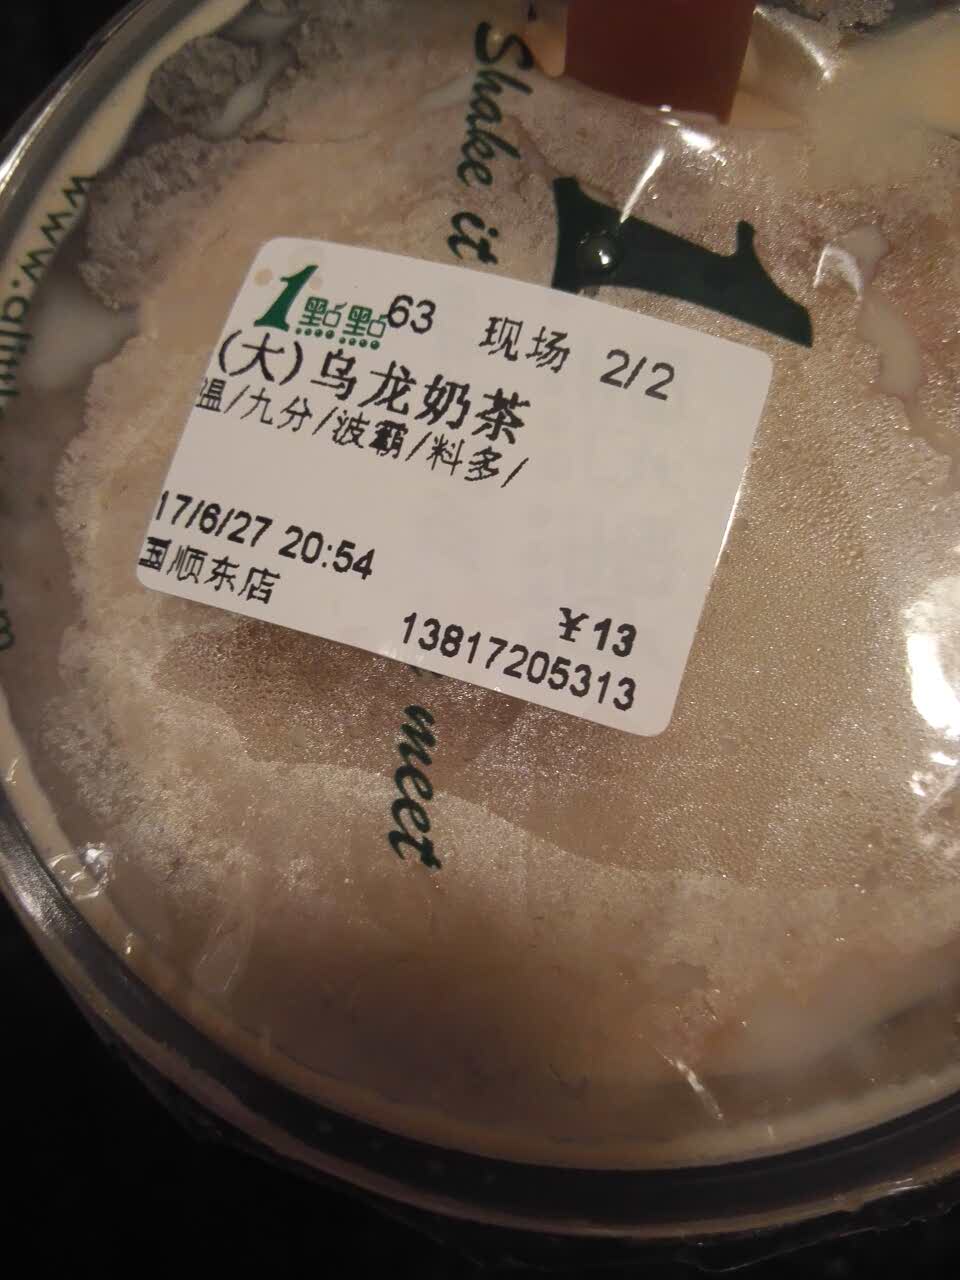 Shake it
1點點 63 现场 2/2
(大)乌龙奶茶
温/九分/波霸/料多/
17/6/27 20:54
国顺东店
¥13
13817205313
meet